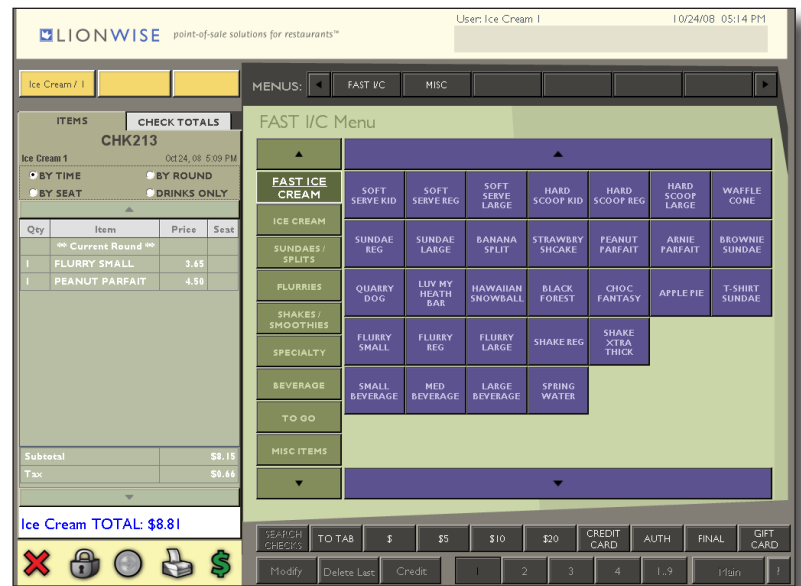 LIONWISE point-of-sale solutions for restaurants™
User: Ice Cream 1
10/24/08 05:14 PM
Ice Cream / 1
MENUS:
FAST I/C
MISC
ITEMS
CHECK TOTALS
CHK213
Ice Cream 1
Oct 24, 08 5:09 PM
BY TIME
BY ROUND
BY SEAT
DRINKS ONLY
Qty Item Price Seat
** Current Round **
1 FLURRY SMALL 3.65
1 PEANUT PARFAIT 4.50
Subtotal $8.15
Tax $0.66
Ice Cream TOTAL: $8.81
FAST I/C Menu
FAST ICE
CREAM
ICE CREAM
SUNDAES /
SPLITS
FLURRIES
SHAKES /
SMOOTHIES
SPECIALTY
BEVERAGE
TO GO
MISC ITEMS
SOFT
SERVE KID
SOFT
SERVE REG
SOFT
SERVE
LARGE
HARD
SCOOP KID
HARD
SCOOP REG
HARD
SCOOP
LARGE
WAFFLE
CONE
SUNDAE
REG
SUNDAE
LARGE
BANANA
SPLIT
STRAWBRY
SHCAKE
PEANUT
PARFAIT
ARNIE
PARFAIT
BROWNIE
SUNDAE
QUARRY
DOG
LUV MY
HEATH
BAR
HAWAIIAN
SNOWBALL
BLACK
FOREST
CHOC
FANTASY
APPLE PIE
T-SHIRT
SUNDAE
FLURRY
SMALL
FLURRY
REG
FLURRY
LARGE
SHAKE REG
SHAKE
XTRA
THICK
SMALL
BEVERAGE
MED
BEVERAGE
LARGE
BEVERAGE
SPRING
WATER
SEARCH
CHECKS
TO TAB
$
$5
$10
$20
CREDIT
CARD
AUTH
FINAL
GIFT
CARD
Modify
Delete Last
Credit
1
2
3
4
1..9
Main
?